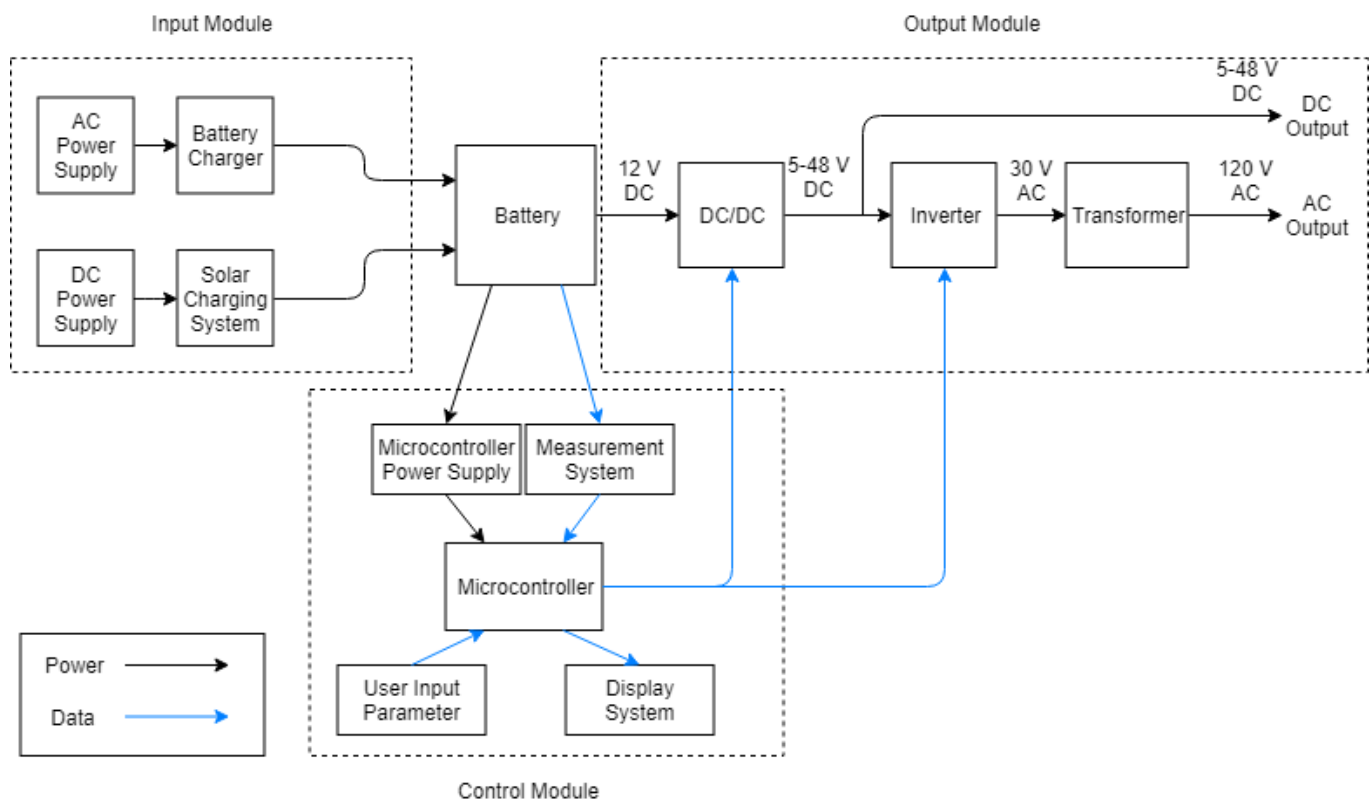 Input Module
Output Module
AC
Power
Supply
Battery
Charger
DC
Power
Supply
Solar
Charging
System
Battery
12 V
DC
DC/DC
5-48 V
DC
5-48 V
DC
DC
Output
Inverter
30 V
AC
Transformer
120 V
AC
AC
Output
Microcontroller
Power Supply
Measurement
System
Microcontroller
User Input
Parameter
Display
System
Power
Data
Control Module